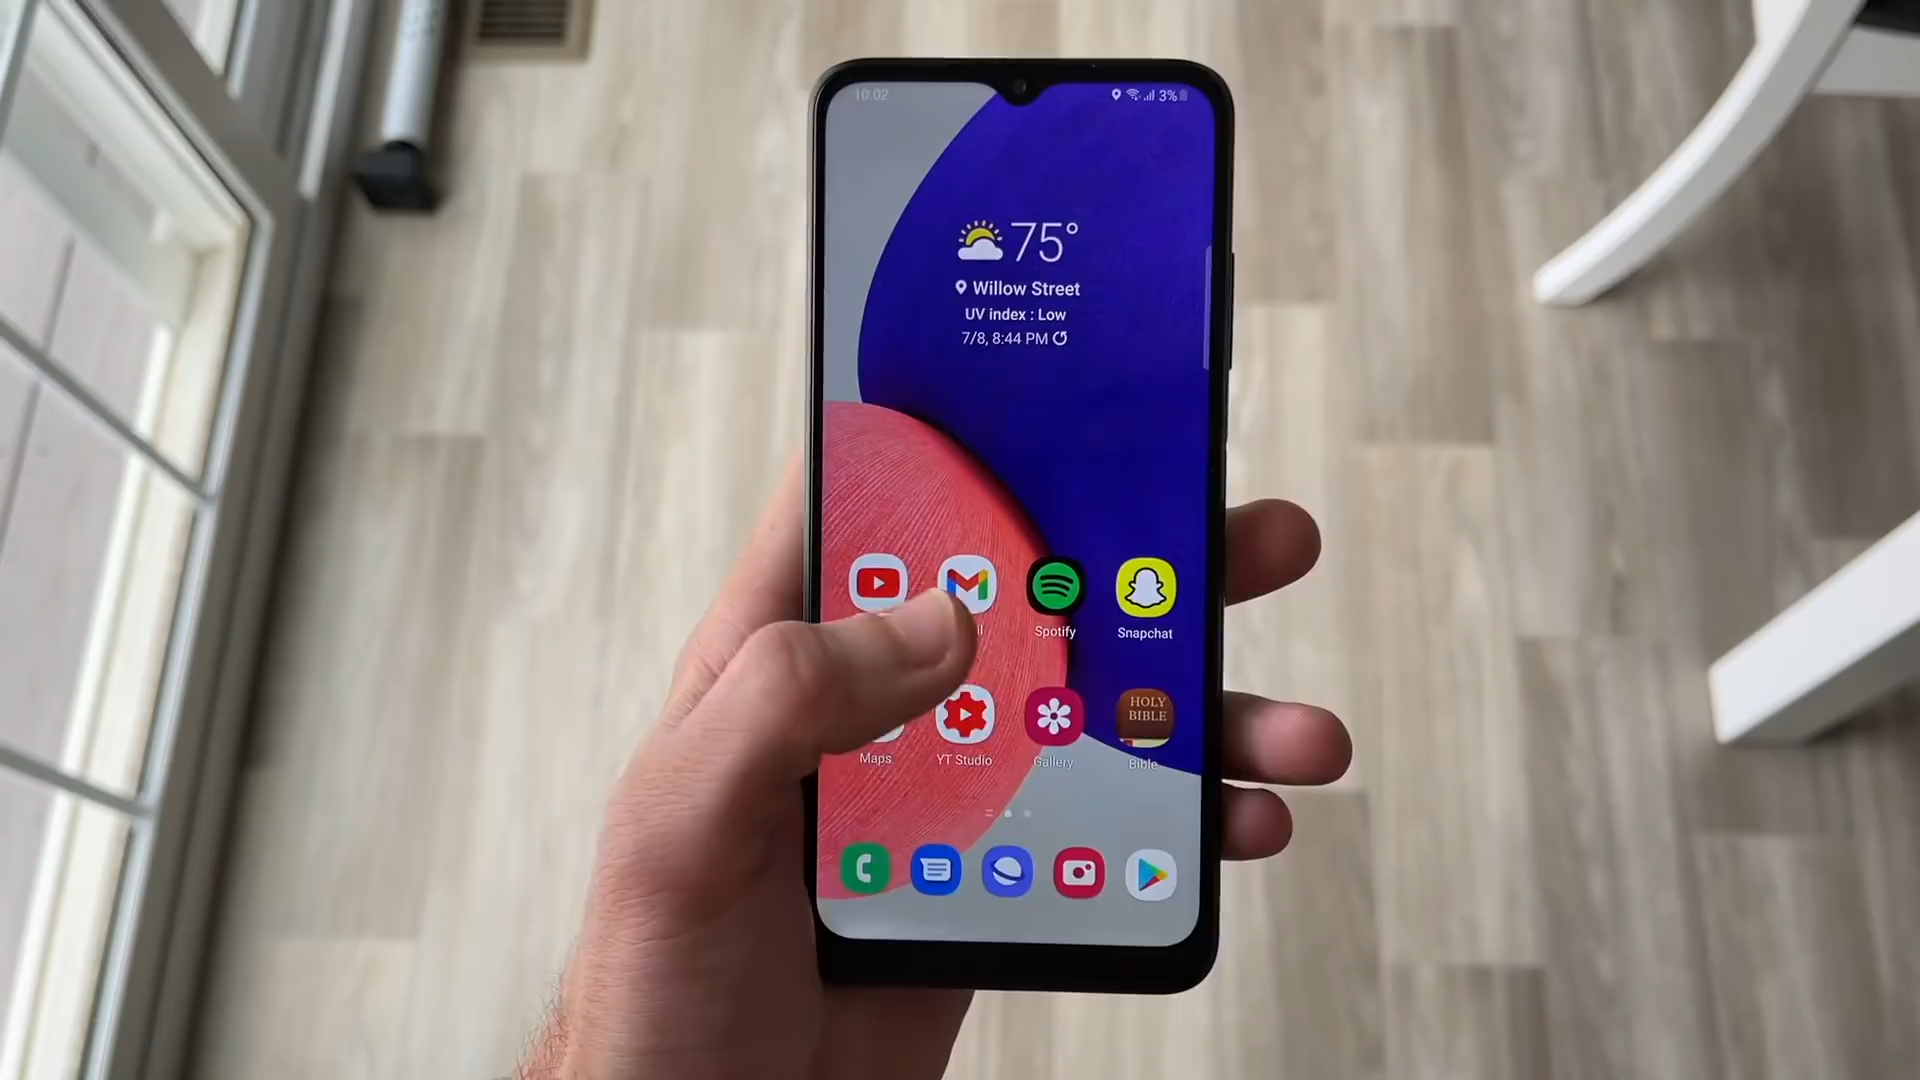 10:02
3%
75°
Willow Street
UV index : Low
7/8, 8:44 PM
Spotify
Snapchat
HOLY
BIBLE
Maps
YT Studio
Gallery
Bible